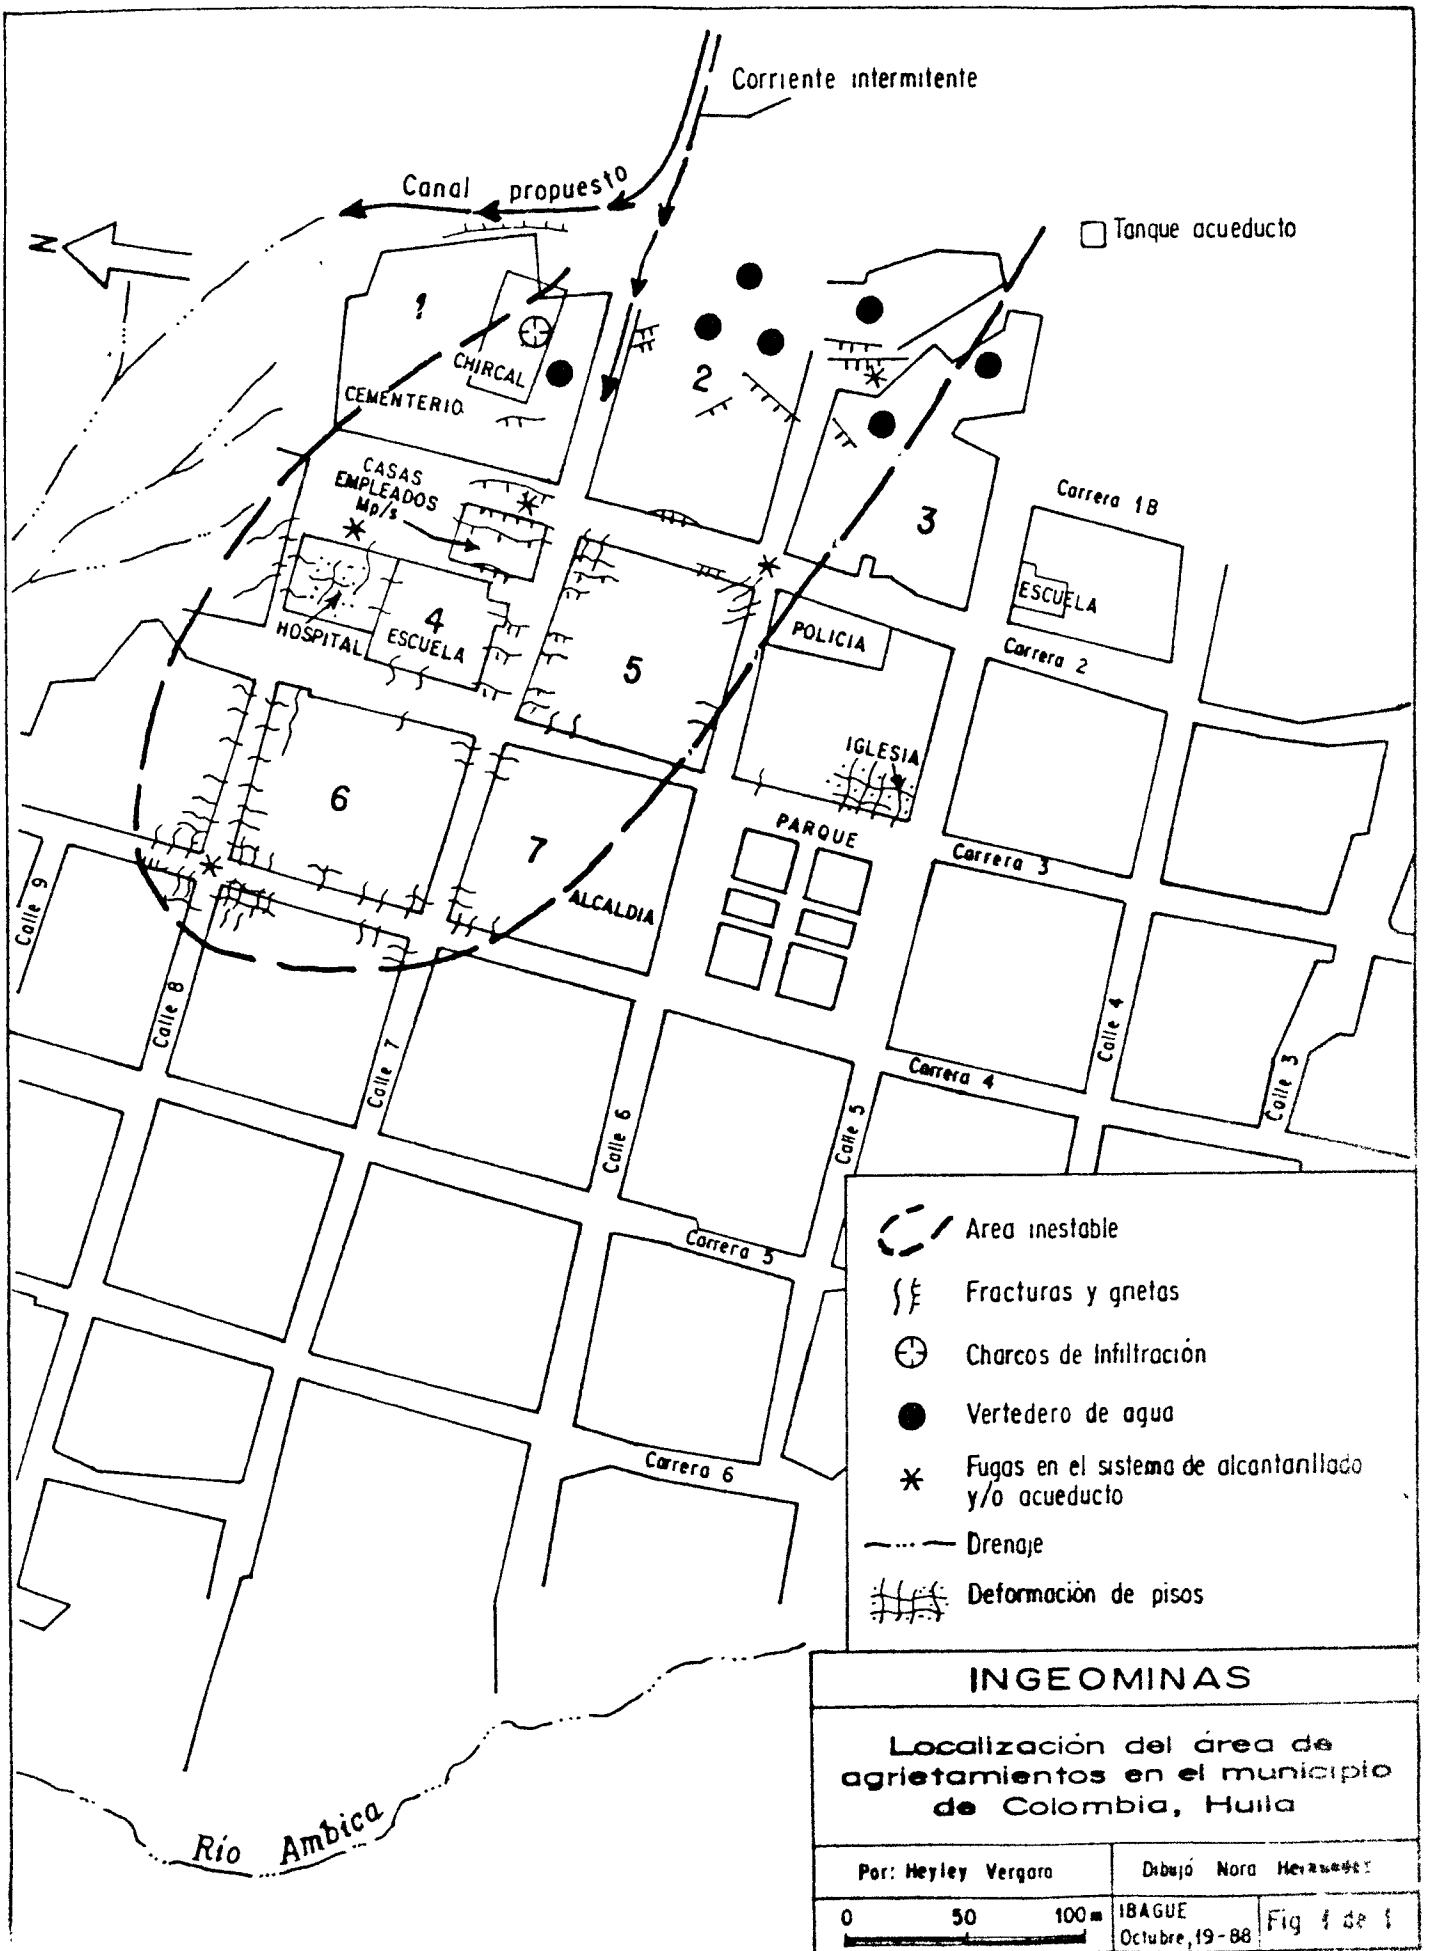 Corriente intermitente
Canal propuesto
N
Tanque acueducto
1
CHIRCAL
CEMENTERIO
2
3
CASAS
EMPLEADOS
Mp/s
Carrera 1B
ESCUELA
HOSPITAL
4
ESCUELA
5
POLICIA
Carrera 2
IGLESIA
6
7
PARQUE
Carrera 3
ALCALDIA
Calle 9
Calle 8
Calle 7
Calle 6
Calle 5
Calle 4
Calle 3
Carrera 4
Carrera 5
Carrera 6
Area inestable
Fracturas y grietas
Charcos de Infiltración
Vertedero de agua
Fugas en el sistema de alcantarillado
y/o acueducto
Drenaje
Deformación de pisos
Río Ambica
INGEOMINAS
Localización del área de
agrietamientos en el municipio
de Colombia, Huila
Por: Heyley Vergara
Dibujó Nora
0 50 100 m
IBAGUE
Octubre, 19-88
Fig 1 de 1